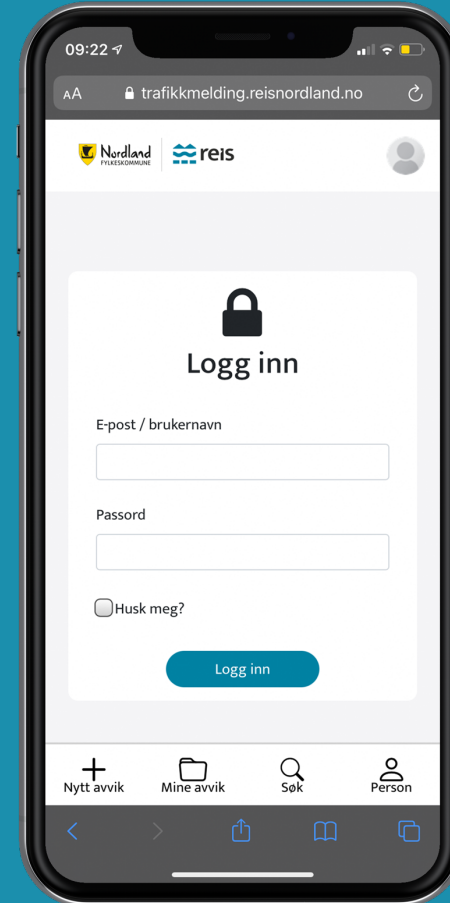 09:22
AA trafikkmelding.reisnordland.no
Nordland
FYLKESKOMMUNE
reis
Logg inn
E-post / brukernavn
Passord
Husk meg?
Logg inn
Nytt avvik Mine avvik Søk Person